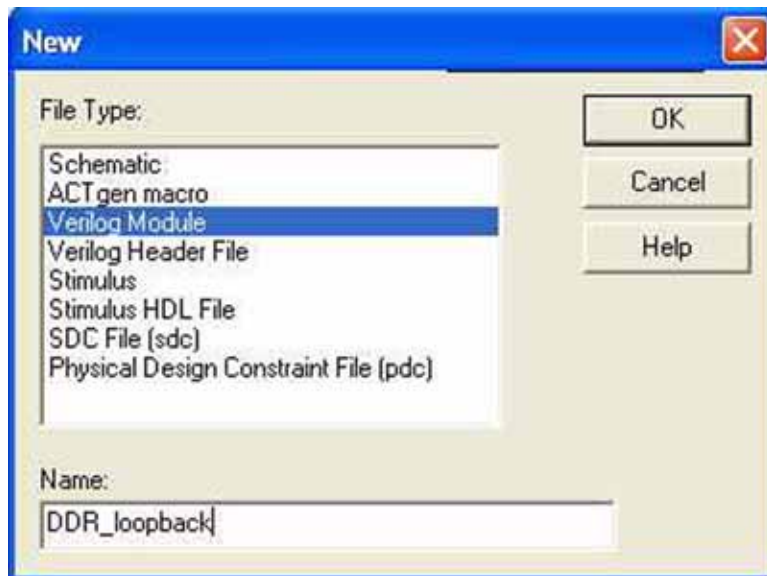 New
File Type:
OK
Cancel
Help
Schematic
ACTgen macro
Verilog Module
Verilog Header File
Stimulus
Stimulus HDL File
SDC File (sdc)
Physical Design Constraint File (pdc)
Name:
DDR_loopback